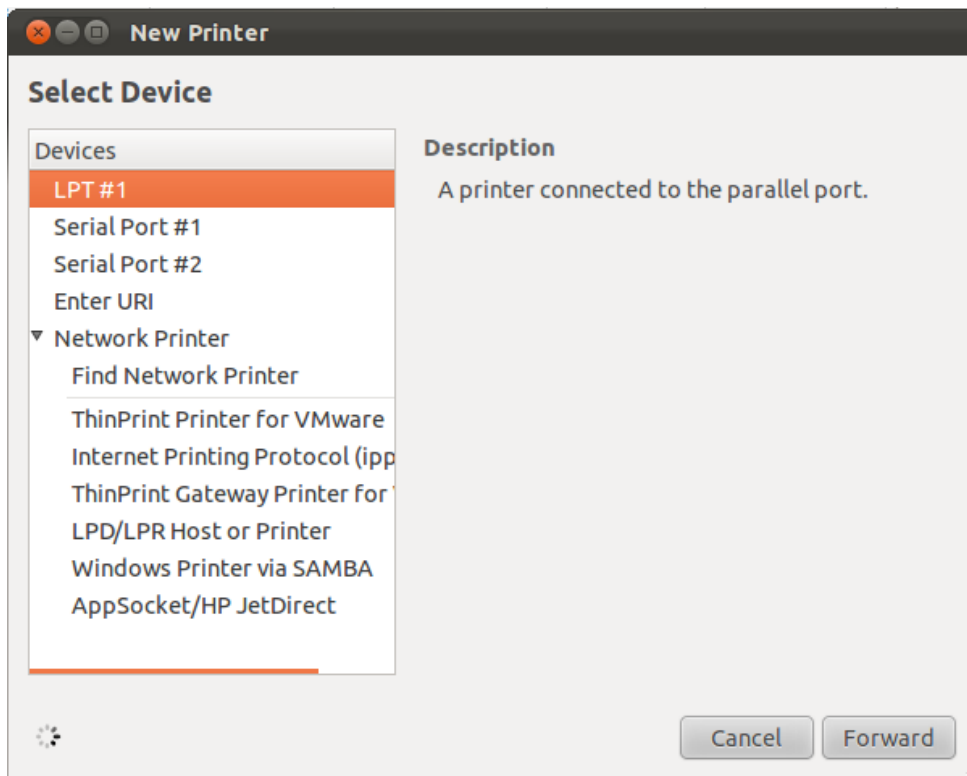 New Printer
Select Device
Devices
LPT #1
Serial Port #1
Serial Port #2
Enter URI
Network Printer
Find Network Printer
ThinPrint Printer for VMware
Internet Printing Protocol (ipp
ThinPrint Gateway Printer for
LPD/LPR Host or Printer
Windows Printer via SAMBA
AppSocket/HP JetDirect
Description
A printer connected to the parallel port.
Cancel
Forward